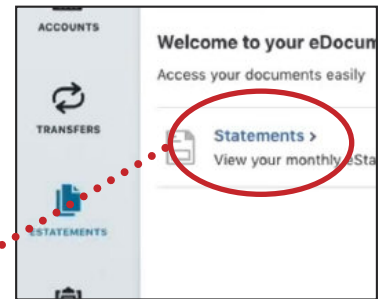 ACCOUNTS
Welcome to your eDocum
Access your documents easily
TRANSFERS
Statements >
View your monthly eSta
ESTATEMENTS